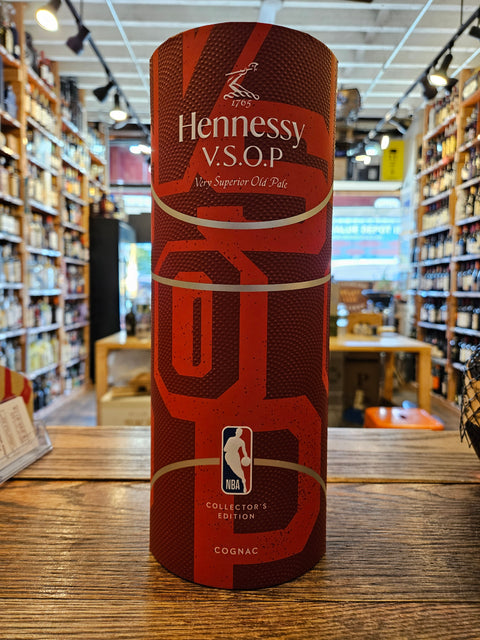 1765
Hennessy
V.S.O.P
Very Superior Old Pale
NBA
COLLECTOR'S
EDITION
COGNAC